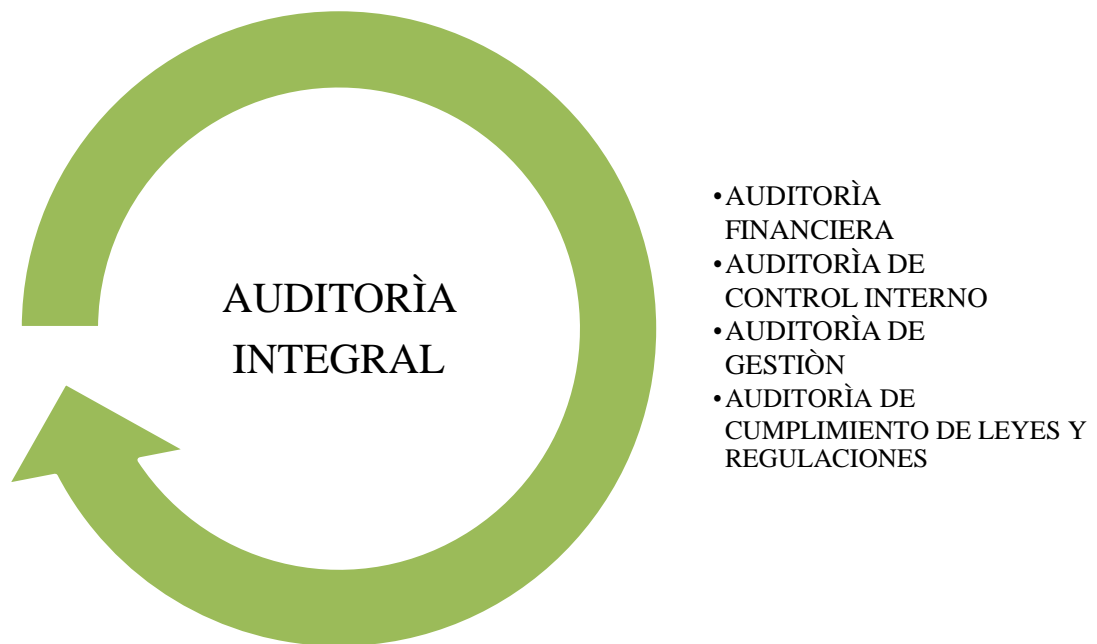 AUDITORÌA
INTEGRAL
•AUDITORÌA
FINANCIERA
•AUDITORÌA DE
CONTROL INTERNO
•AUDITORÌA DE
GESTIÒN
•AUDITORÌA DE
CUMPLIMIENTO DE LEYES Y
REGULACIONES